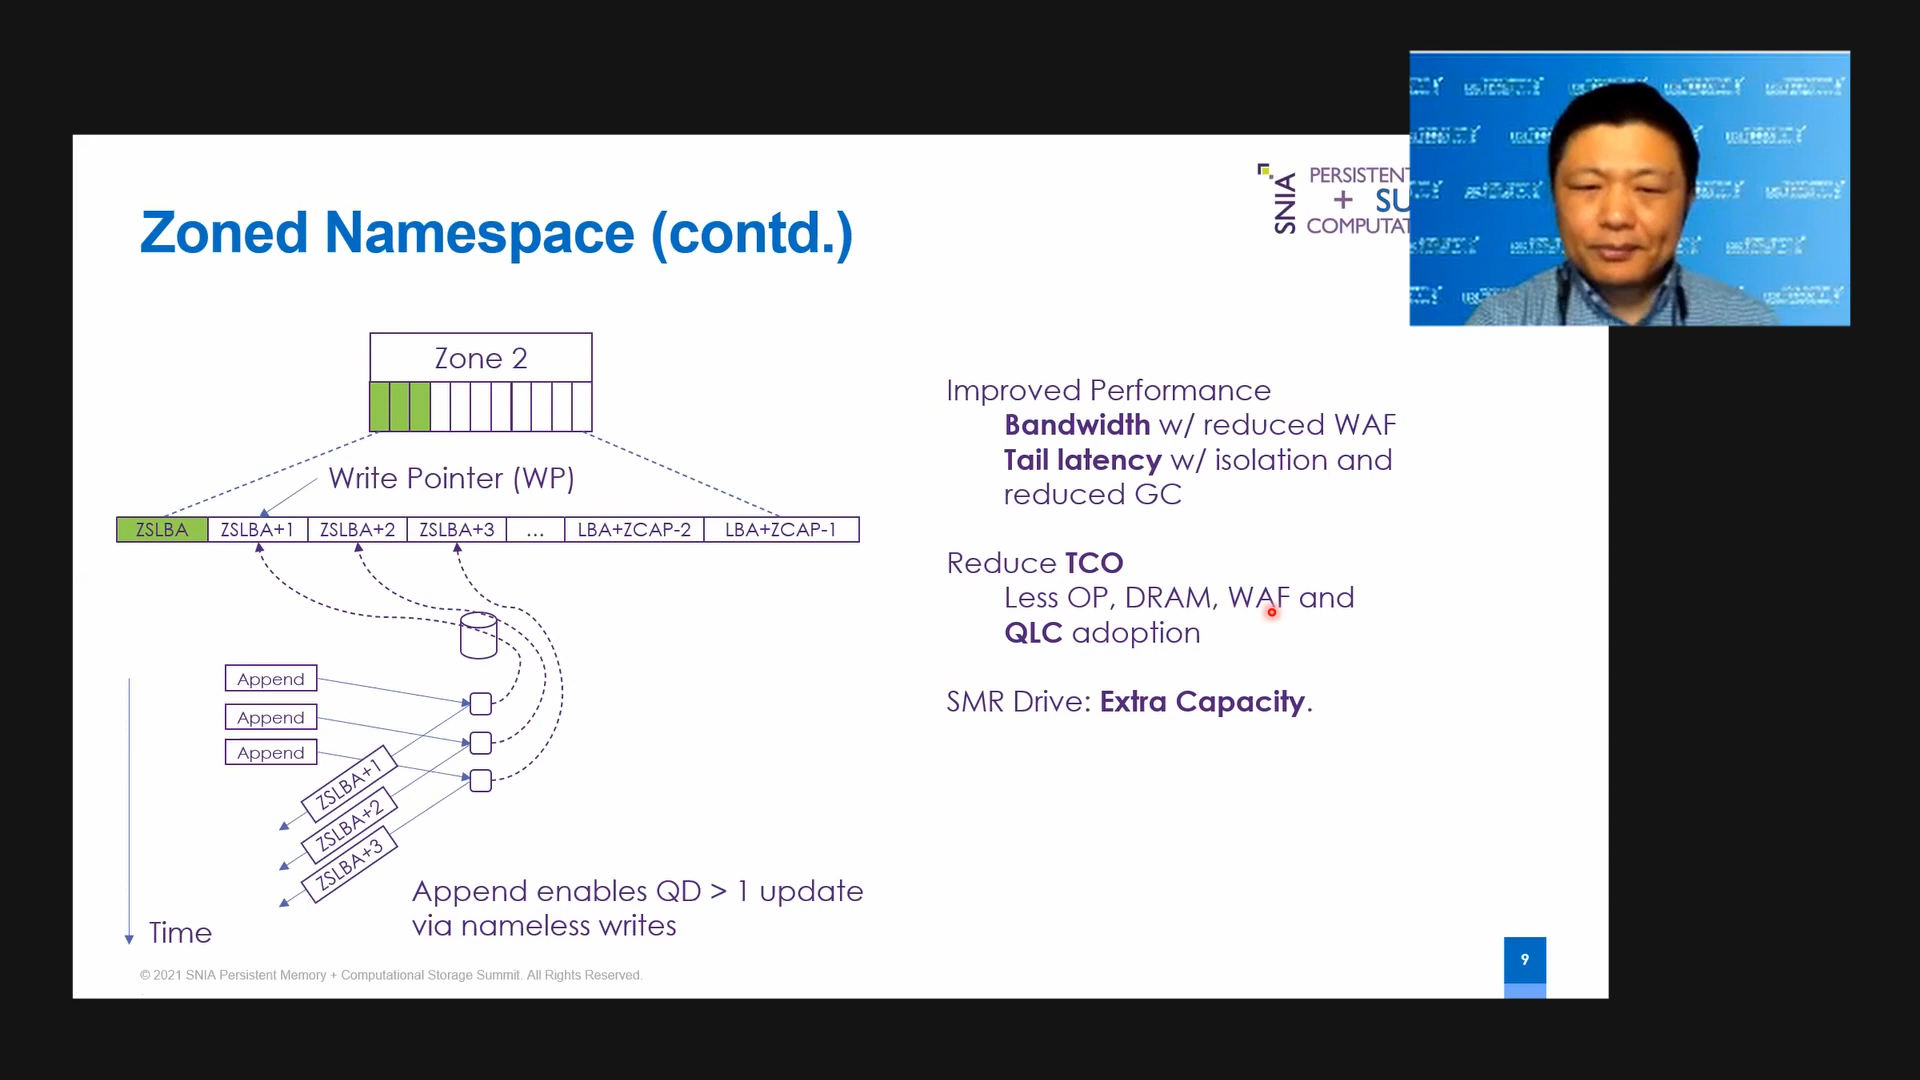 SNIA
PERSISTENT
+ SU
COMPUTAT
Zoned Namespace (contd.)
Zone 2
Write Pointer (WP)
ZSLBA ZSLBA+1 ZSLBA+2 ZSLBA+3 ... LBA+ZCAP-2 LBA+ZCAP-1
Append
Append
Append
ZSLBA+1
ZSLBA+2
ZSLBA+3
Time
Append enables QD > 1 update
via nameless writes
Improved Performance
Bandwidth w/ reduced WAF
Tail latency w/ isolation and
reduced GC
Reduce TCO
Less OP, DRAM, WAF and
QLC adoption
SMR Drive: Extra Capacity.
© 2021 SNIA Persistent Memory + Computational Storage Summit. All Rights Reserved.
9